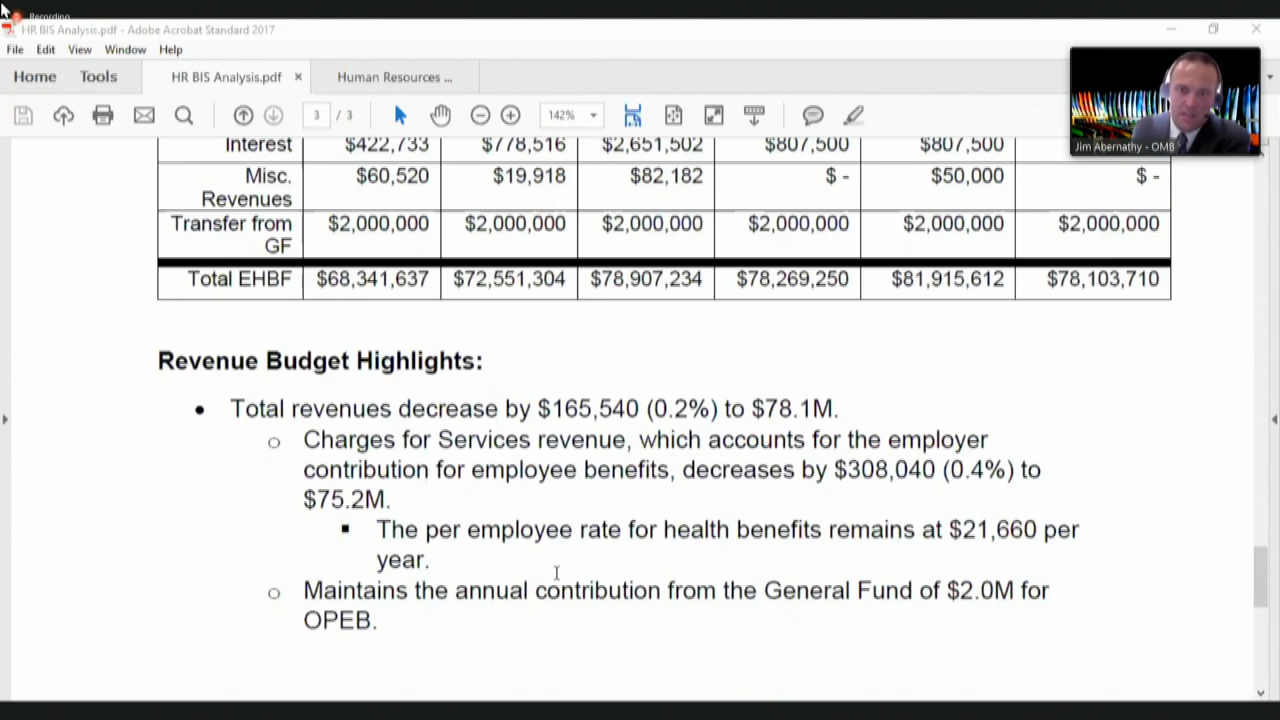 Recording
HR BIS Analysis.pdf - Adobe Acrobat Standard 2017
File Edit View Window Help
Home Tools HR BIS Analysis.pdf × Human Resources ...
3 / 3 142%
Jim Abernathy - OMB
Interest $422,733 $778,516 $2,651,502 $807,500 $807,500
Misc. $60,520 $19,918 $82,182 $ - $50,000 $ -
Revenues
Transfer from $2,000,000 $2,000,000 $2,000,000 $2,000,000 $2,000,000 $2,000,000
GF
Total EHBF $68,341,637 $72,551,304 $78,907,234 $78,269,250 $81,915,612 $78,103,710
Revenue Budget Highlights:
• Total revenues decrease by $165,540 (0.2%) to $78.1M.
o Charges for Services revenue, which accounts for the employer
contribution for employee benefits, decreases by $308,040 (0.4%) to
$75.2M.
▪ The per employee rate for health benefits remains at $21,660 per
year.
o Maintains the annual contribution from the General Fund of $2.0M for
OPEB.